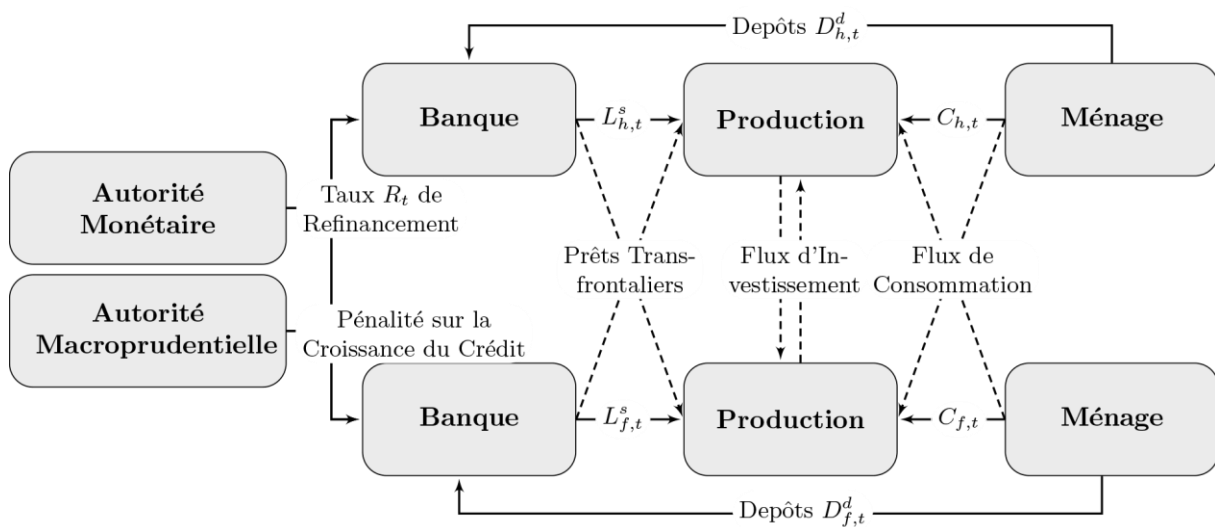 Depôts $D^d_{h,t}$
Banque
$L^s_{h,t}$
Production
$C_{h,t}$
Ménage
Autorité
Monétaire
Taux $R_t$ de
Refinancement
Prêts Trans-
frontaliers
Flux d'In-
vestissement
Flux de
Consommation
Autorité
Macroprudentielle
Pénalité sur la
Croissance du Crédit
Banque
$L^s_{f,t}$
Production
$C_{f,t}$
Ménage
Depôts $D^d_{f,t}$